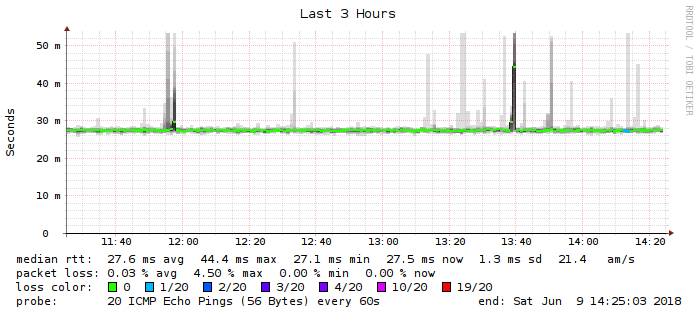 Last 3 Hours
RRDTOOL / TOBI OETIKER
Seconds
50 m
40 m
30 m
20 m
10 m
0
11:40 12:00 12:20 12:40 13:00 13:20 13:40 14:00 14:20
median rtt: 27.6 ms avg 44.4 ms max 27.1 ms min 27.5 ms now 1.3 ms sd 21.4 am/s
packet loss: 0.03 % avg 4.50 % max 0.00 % min 0.00 % now
loss color: 0 1/20 2/20 3/20 4/20 10/20 19/20
probe: 20 ICMP Echo Pings (56 Bytes) every 60s end: Sat Jun 9 14:25:03 2018